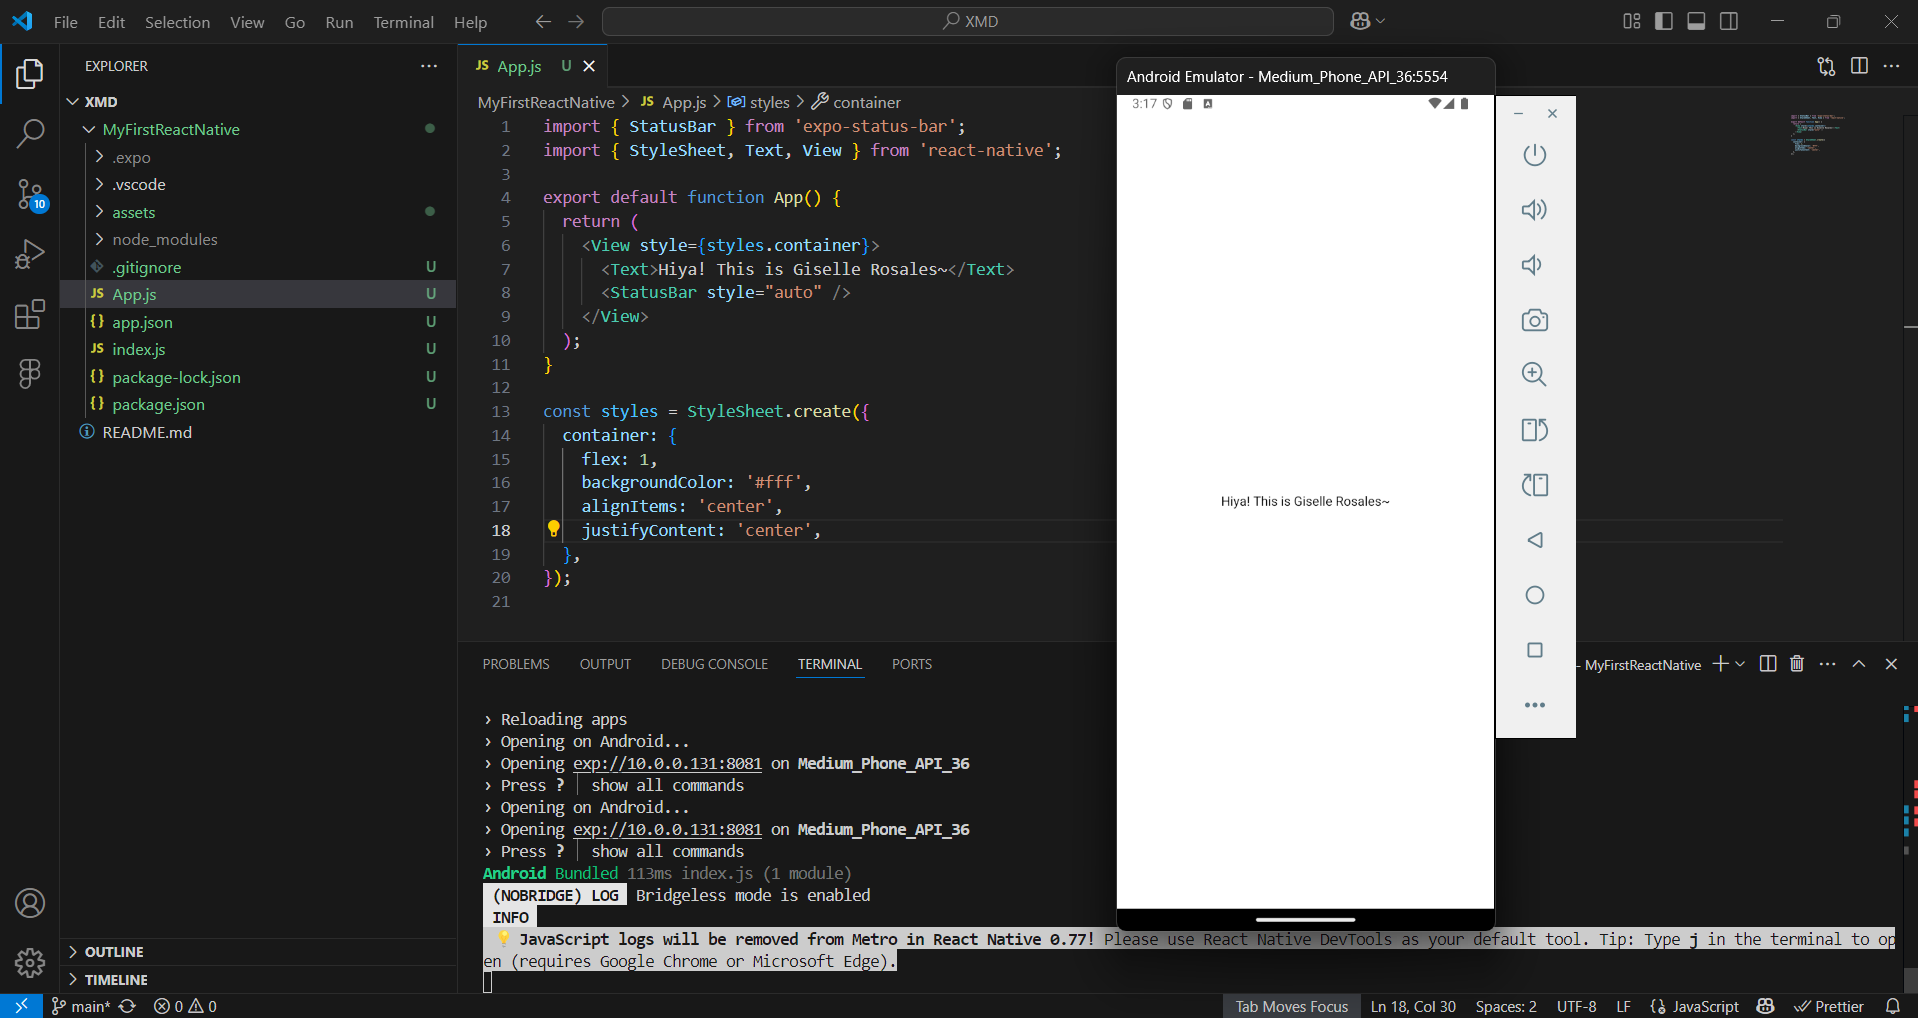 File Edit Selection View Go Run Terminal Help
XMD
EXPLORER
XMD
MyFirstReactNative
.expo
.vscode
assets
node_modules
.gitignore U
JS App.js U
{} app.json U
JS index.js U
{} package-lock.json U
{} package.json U
README.md
10
OUTLINE
TIMELINE
JS App.js U
MyFirstReactNative > JS App.js > styles > container
1 import { StatusBar } from 'expo-status-bar';
2 import { StyleSheet, Text, View } from 'react-native';
3
4 export default function App() {
5 return (
6 <View style={styles.container}>
7 <Text>Hiya! This is Giselle Rosales~</Text>
8 <StatusBar style="auto" />
9 </View>
10 );
11 }
12
13 const styles = StyleSheet.create({
14 container: {
15 flex: 1,
16 backgroundColor: '#fff',
17 alignItems: 'center',
18 justifyContent: 'center',
19 },
20 });
21
PROBLEMS OUTPUT DEBUG CONSOLE TERMINAL PORTS
- MyFirstReactNative
› Reloading apps
› Opening on Android...
› Opening exp://10.0.0.131:8081 on Medium_Phone_API_36
› Press ? │ show all commands
› Opening on Android...
› Opening exp://10.0.0.131:8081 on Medium_Phone_API_36
› Press ? │ show all commands
Android Bundled 113ms index.js (1 module)
(NOBRIDGE) LOG Bridgeless mode is enabled
INFO
💡 JavaScript logs will be removed from Metro in React Native 0.77! Please use React Native DevTools as your default tool. Tip: Type j in the terminal to op
en (requires Google Chrome or Microsoft Edge).
Android Emulator - Medium_Phone_API_36:5554
3:17
Hiya! This is Giselle Rosales~
main* 0 0
Tab Moves Focus Ln 18, Col 30 Spaces: 2 UTF-8 LF {} JavaScript Prettier